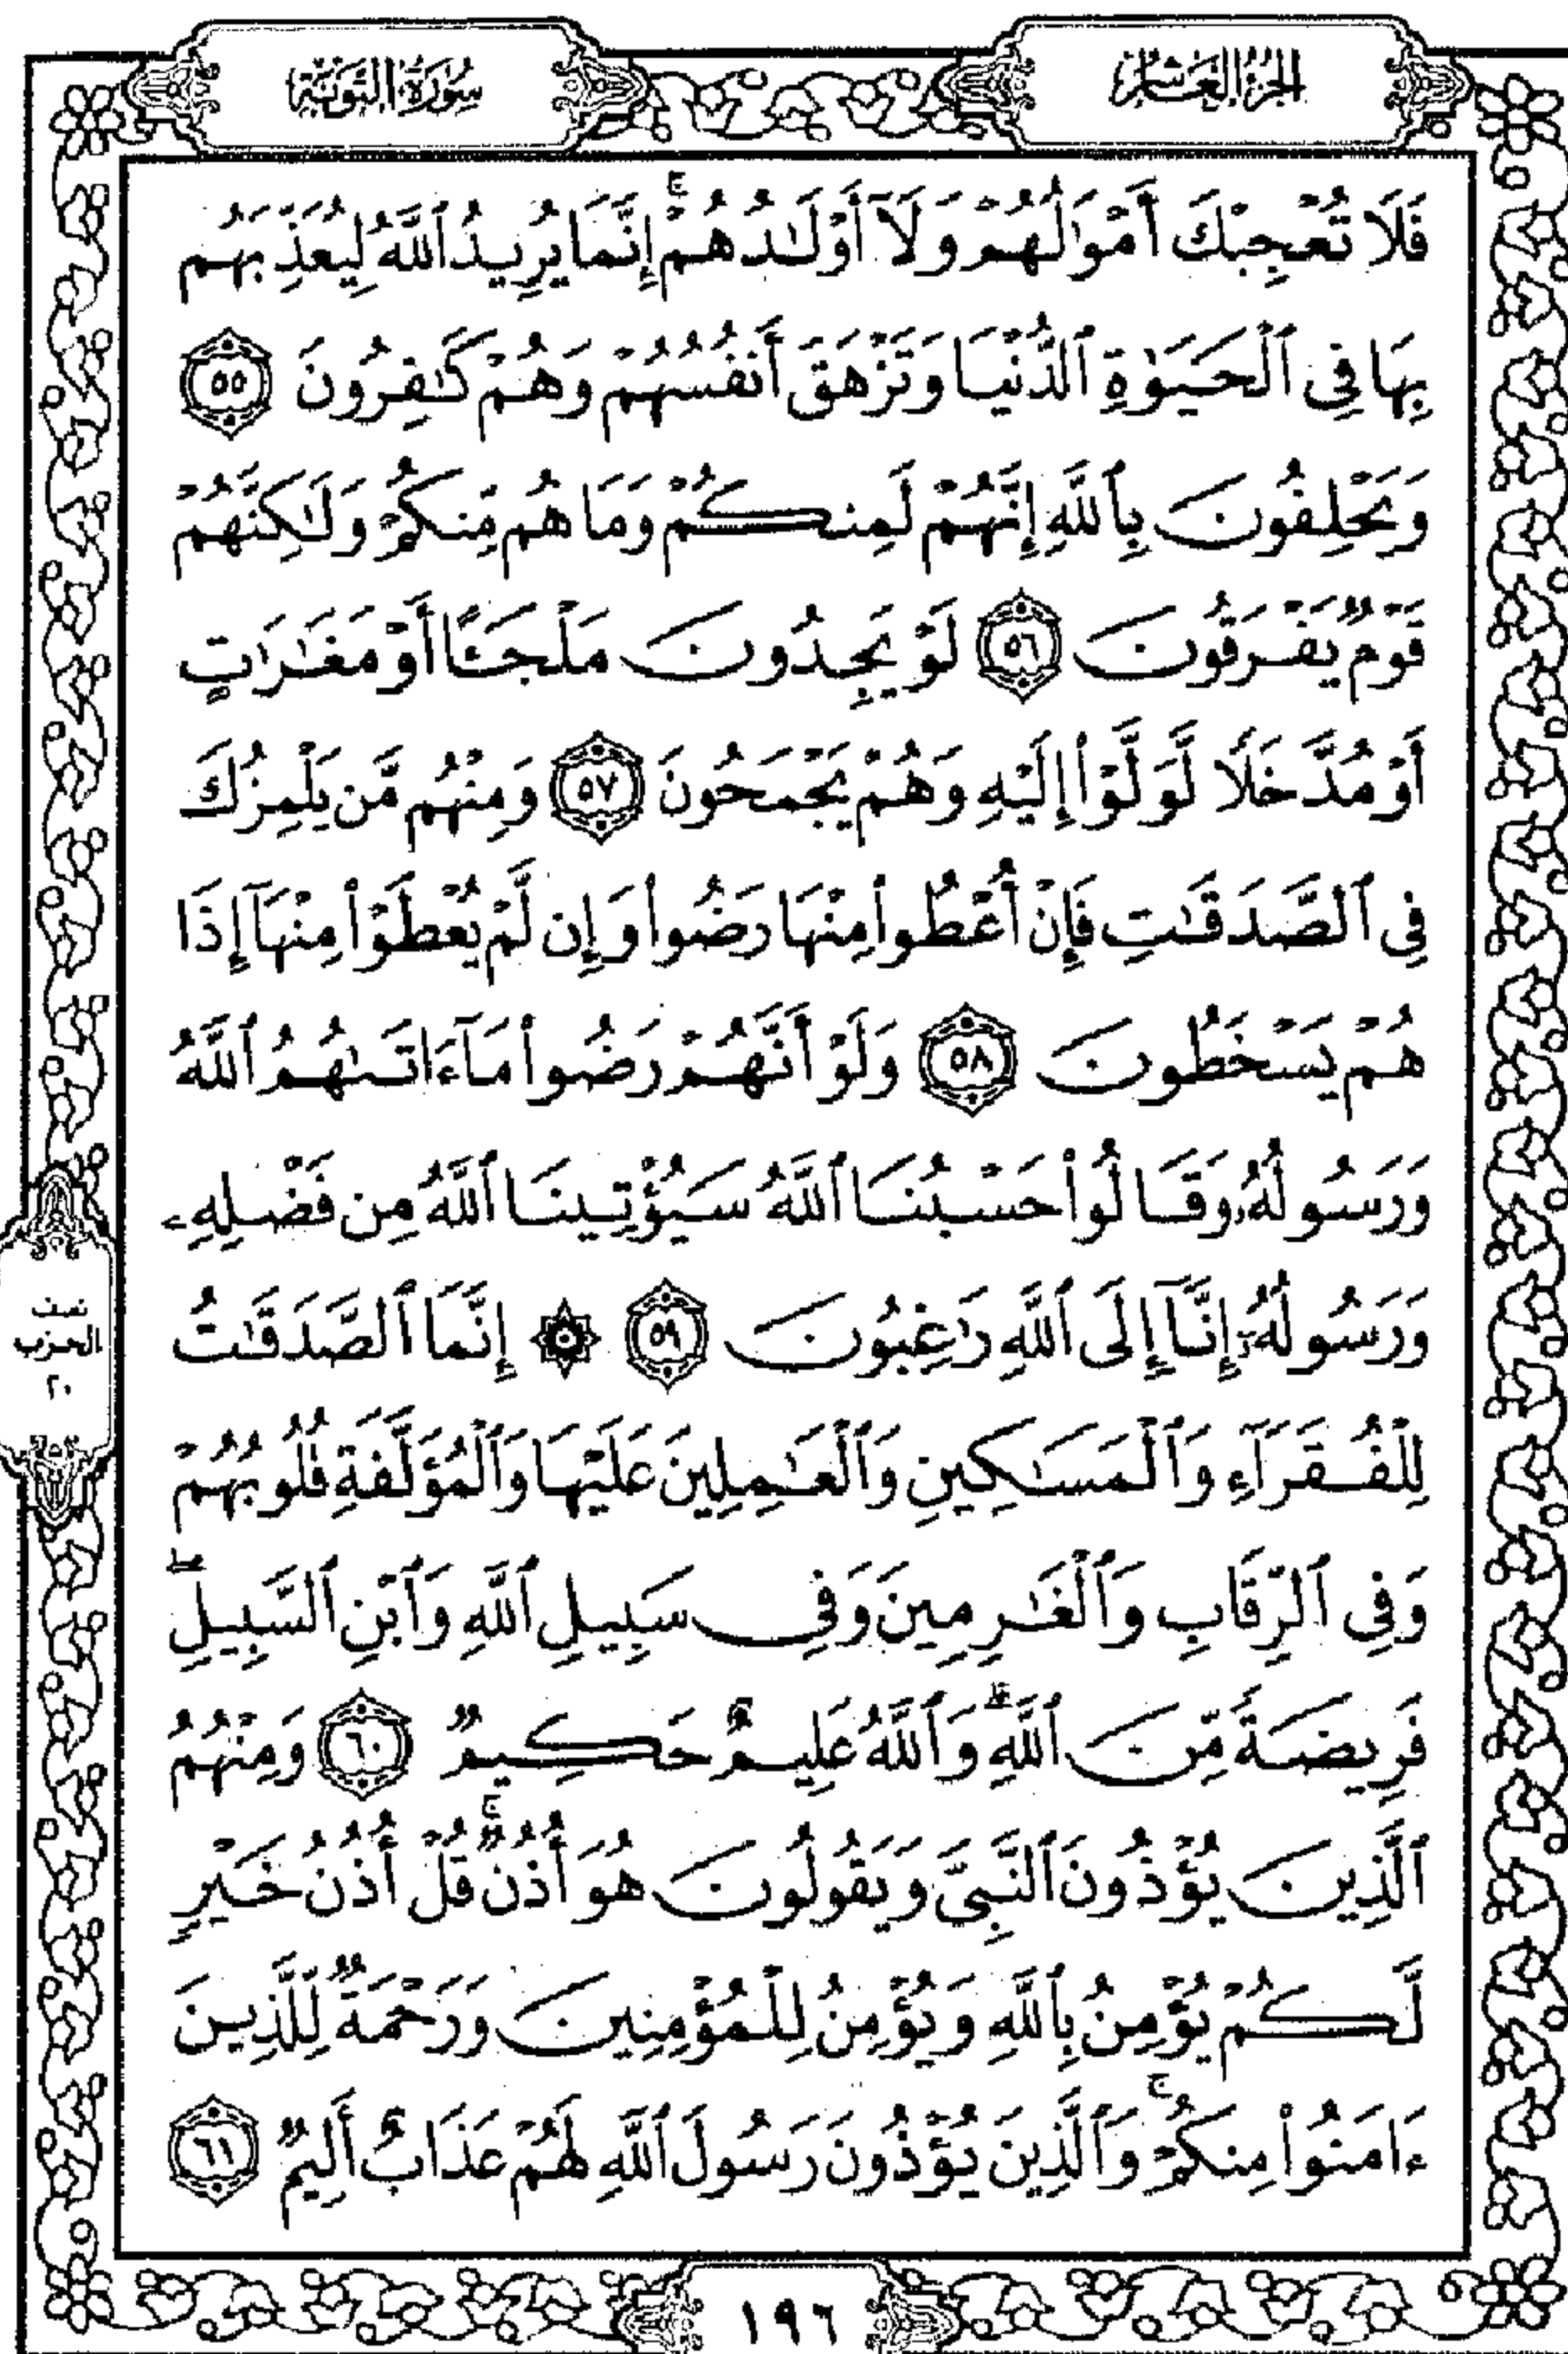 الجزء العاشر
سورة التوبة
فَلَا تُعْجِبْكَ أَمْوَٰلُهُمْ وَلَآ أَوْلَـٰدُهُمْ ۚ إِنَّمَا يُرِيدُ ٱللَّهُ لِيُعَذِّبَهُم
بِهَا فِى ٱلْحَيَوٰةِ ٱلدُّنْيَا وَتَزْهَقَ أَنفُسُهُمْ وَهُمْ كَـٰفِرُونَ ٥٥
وَيَحْلِفُونَ بِٱللَّهِ إِنَّهُمْ لَمِنكُمْ وَمَا هُم مِّنكُمْ وَلَـٰكِنَّهُمْ
قَوْمٌ يَفْرَقُونَ ٥٦ لَوْ يَجِدُونَ مَلْجَـًٔا أَوْ مَغَـٰرَٰتٍ
أَوْ مُدَّخَلًا لَّوَلَّوْا۟ إِلَيْهِ وَهُمْ يَجْمَحُونَ ٥٧ وَمِنْهُم مَّن يَلْمِزُكَ
فِى ٱلصَّدَقَـٰتِ فَإِنْ أُعْطُوا۟ مِنْهَا رَضُوا۟ وَإِن لَّمْ يُعْطَوْا۟ مِنْهَآ إِذَا
هُمْ يَسْخَطُونَ ٥٨ وَلَوْ أَنَّهُمْ رَضُوا۟ مَآ ءَاتَىٰهُمُ ٱللَّهُ
وَرَسُولُهُۥ وَقَالُوا۟ حَسْبُنَا ٱللَّهُ سَيُؤْتِينَا ٱللَّهُ مِن فَضْلِهِۦ
وَرَسُولُهُۥٓ إِنَّآ إِلَى ٱللَّهِ رَٰغِبُونَ ٥٩ ۞ إِنَّمَا ٱلصَّدَقَـٰتُ
لِلْفُقَرَآءِ وَٱلْمَسَـٰكِينِ وَٱلْعَـٰمِلِينَ عَلَيْهَا وَٱلْمُؤَلَّفَةِ قُلُوبُهُمْ
وَفِى ٱلرِّقَابِ وَٱلْغَـٰرِمِينَ وَفِى سَبِيلِ ٱللَّهِ وَٱبْنِ ٱلسَّبِيلِ ۖ
فَرِيضَةً مِّنَ ٱللَّهِ ۗ وَٱللَّهُ عَلِيمٌ حَكِيمٌ ٦٠ وَمِنْهُمُ
ٱلَّذِينَ يُؤْذُونَ ٱلنَّبِىَّ وَيَقُولُونَ هُوَ أُذُنٌ ۚ قُلْ أُذُنُ خَيْرٍ
لَّكُمْ يُؤْمِنُ بِٱللَّهِ وَيُؤْمِنُ لِلْمُؤْمِنِينَ وَرَحْمَةٌ لِّلَّذِينَ
ءَامَنُوا۟ مِنكُمْ ۚ وَٱلَّذِينَ يُؤْذُونَ رَسُولَ ٱللَّهِ لَهُمْ عَذَابٌ أَلِيمٌ ٦١
نصف
الحزب
٢٠
١٩٦